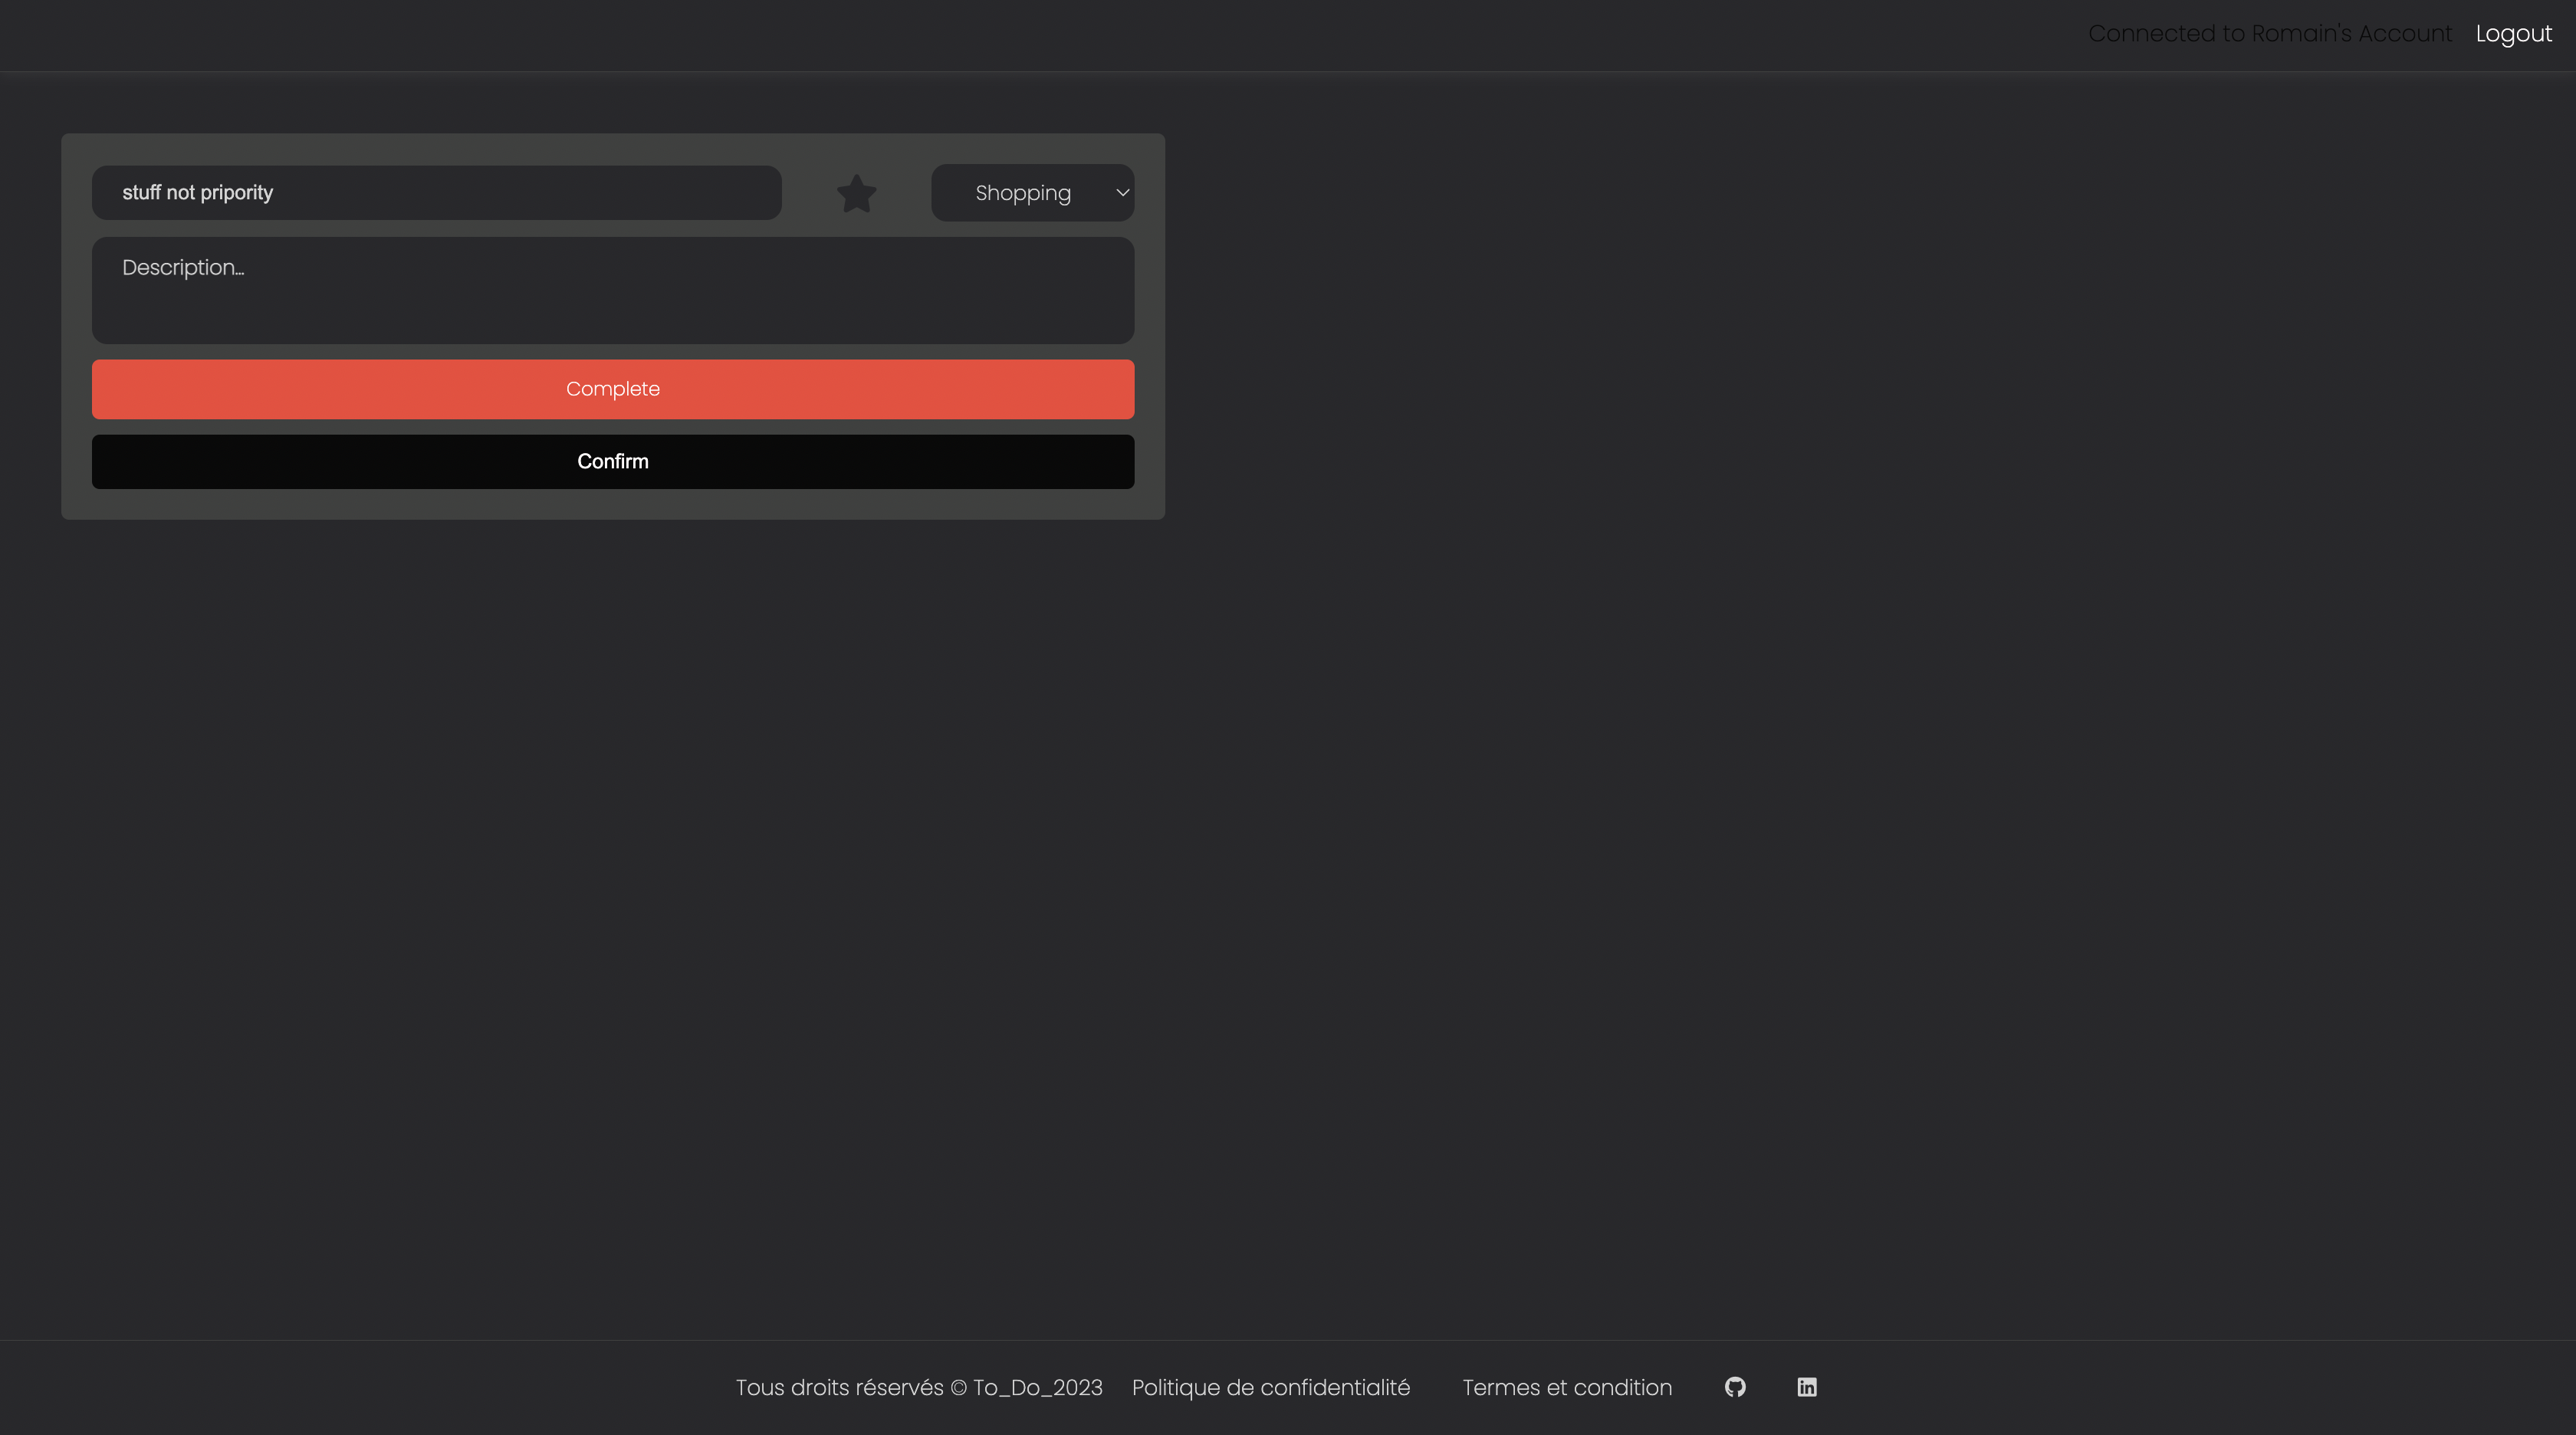 Connected to Romain's Account Logout
stuff not pripority
Shopping
Description...
Complete
Confirm
Tous droits réservés © To_Do_2023 Politique de confidentialité Termes et condition